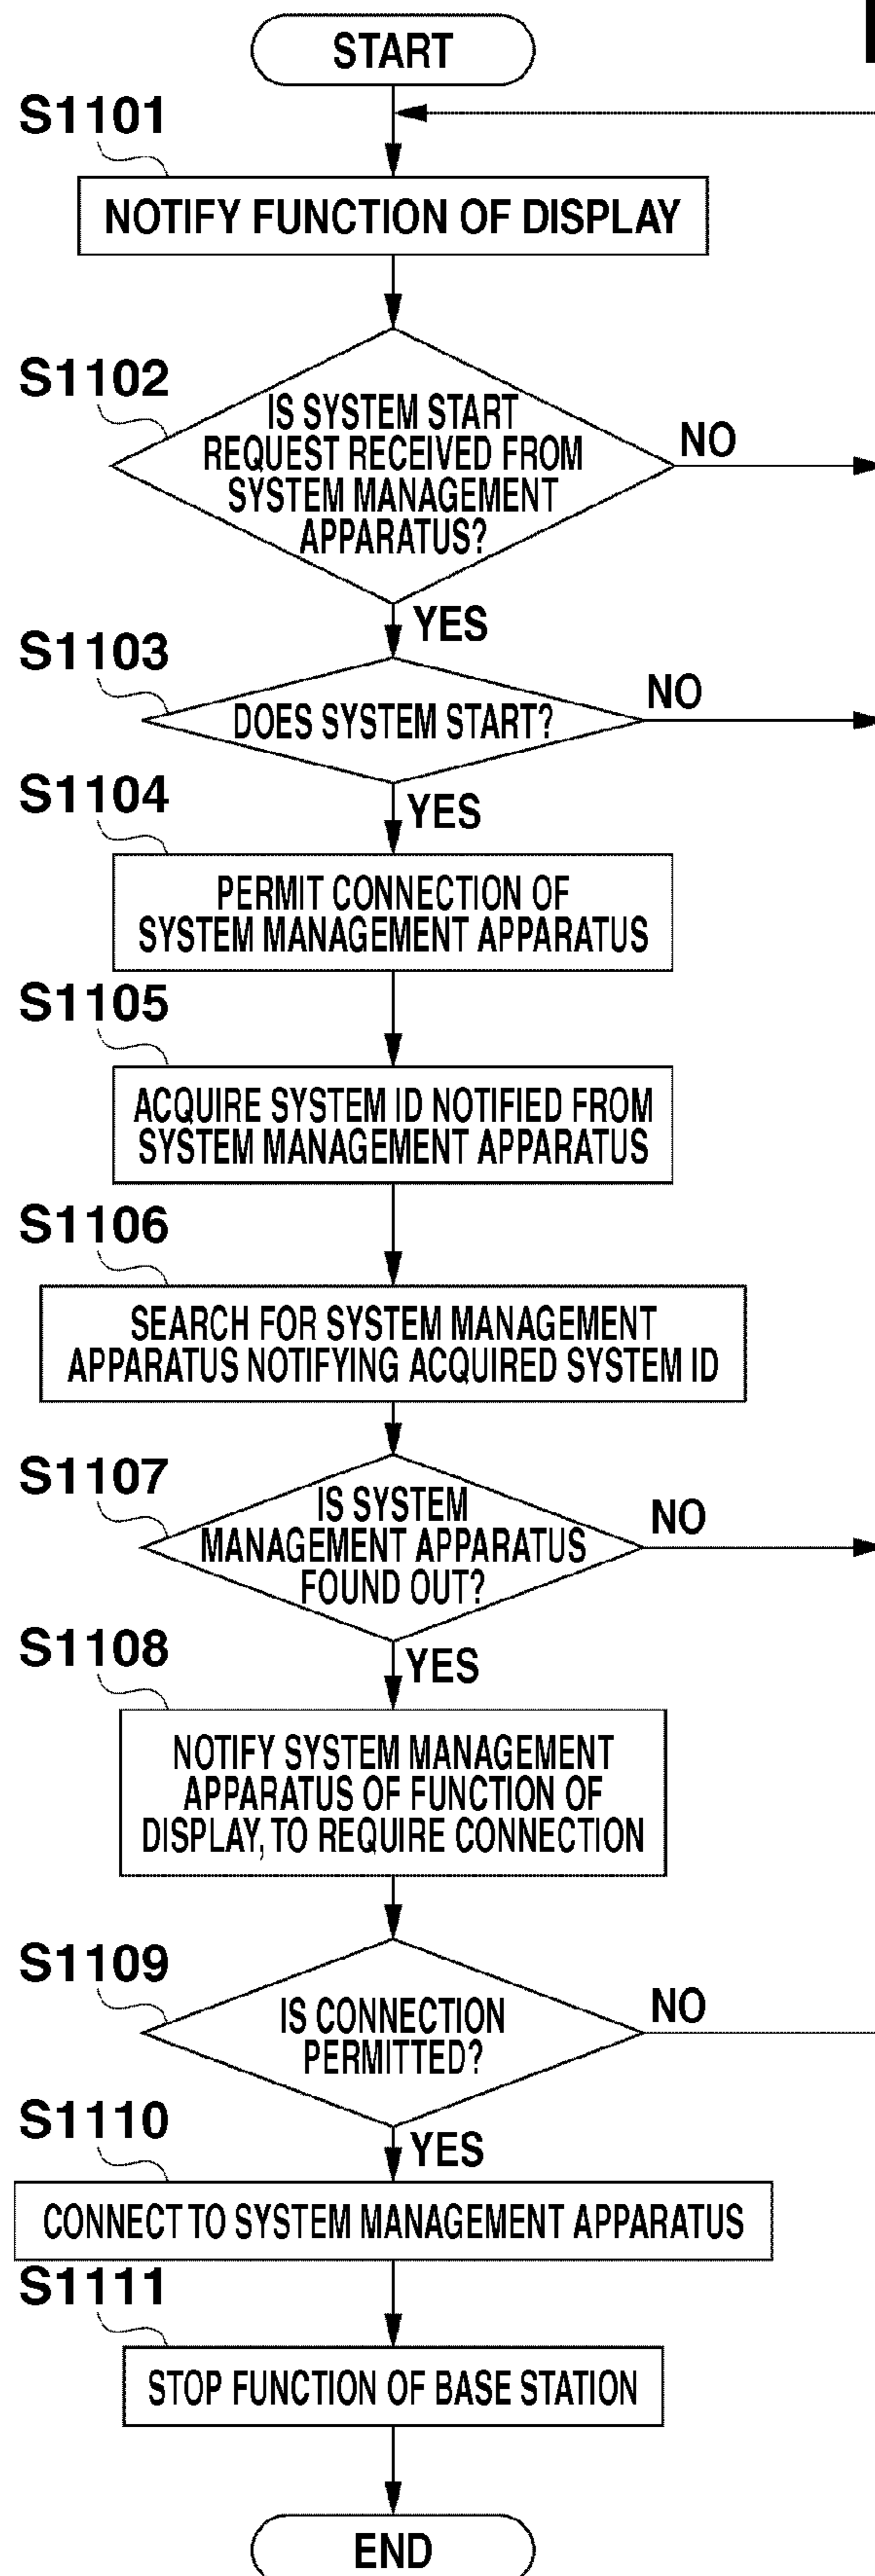 START
S1101
NOTIFY FUNCTION OF DISPLAY
S1102
IS SYSTEM START
REQUEST RECEIVED FROM
SYSTEM MANAGEMENT
APPARATUS?
NO
YES
S1103
DOES SYSTEM START?
NO
YES
S1104
PERMIT CONNECTION OF
SYSTEM MANAGEMENT APPARATUS
S1105
ACQUIRE SYSTEM ID NOTIFIED FROM
SYSTEM MANAGEMENT APPARATUS
S1106
SEARCH FOR SYSTEM MANAGEMENT
APPARATUS NOTIFYING ACQUIRED SYSTEM ID
S1107
IS SYSTEM
MANAGEMENT APPARATUS
FOUND OUT?
NO
YES
S1108
NOTIFY SYSTEM MANAGEMENT
APPARATUS OF FUNCTION OF
DISPLAY, TO REQUIRE CONNECTION
S1109
IS CONNECTION
PERMITTED?
NO
YES
S1110
CONNECT TO SYSTEM MANAGEMENT APPARATUS
S1111
STOP FUNCTION OF BASE STATION
END